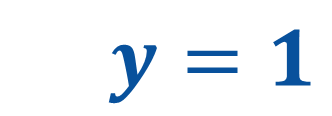 y = 1